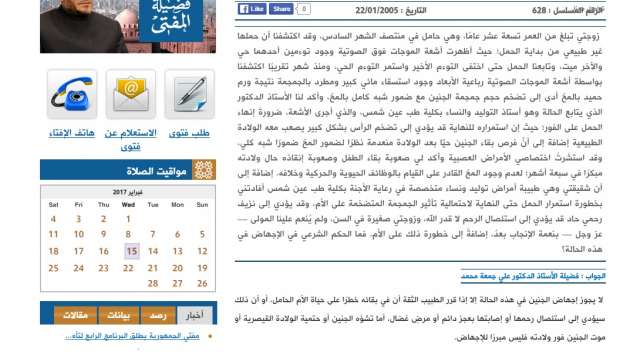 فضيلة
المفتي
طلب فتوى
الاستعلام عن
فتوى
هاتف الإفتاء
مواقيت الصلاة
فبراير 2017
Sat Fri Thu Wed Tue Mon Sun
4 3 2 1
11 10 9 8 7 6 5
18 17 16 15 14 13 12
25 24 23 22 21 20 19
28 27 26
أخبار رصد بيانات مقالات
مفتي الجمهورية يطلق البرنامج الرابع لتأه...
الرقم المسلسل : 628 التاريخ : 22/01/2005 Like 0
زوجتي تبلغ من العمر تسعة عشر عامًا، وهي حامل في منتصف الشهر السادس، وقد اكتشفنا أن حملها
غير طبيعي من بداية الحمل؛ حيث أظهرت أشعة الموجات فوق الصوتية وجود توءمين أحدهما حي
والآخر ميت، وتابعنا الحمل حتى اختفى التوءم الأخير واستمر التوءم الحي، ومنذ شهر تقريبًا اكتشفنا
بواسطة أشعة الموجات الصوتية رباعية الأبعاد وجود استسقاء مائي كبير ومطرد بالجمجمة نتيجة ورم
حميد بالمخ أدى إلى تضخم حجم جمجمة الجنين مع ضمور شبه كامل بالمخ، وأكد لنا الأستاذ الدكتور
الذي يتابع الحالة وهو أستاذ التوليد والنساء بكلية طب عين شمس، والذي أجرى الأشعة، ضرورة إنهاء
الحمل على الفور؛ حيث إن استمراره للنهاية قد يؤدي إلى تضخم الرأس بشكل كبير يصعب معه الولادة
الطبيعية إضافة إلى أنَّ فرص بقاء الجنين حيًّا بعد الولادة منعدمة نظرًا لضمور المخ ضمورًا شبه كلي،
وقد استشرتُ اختصاصي الأمراض العصبية وأكد لي صعوبة بقاء الطفل وصعوبة إنقاذه حال ولادته
مبكرًا في سبعة أشهر؛ لعدم وجود المخ القادر على القيام بالوظائف الحيوية والحركية وخلافه، إضافة إلى
أن شقيقتي وهي طبيبة أمراض توليد ونساء متخصصة في رعاية الأجنة بكلية طب عين شمس أفادتني
بخطورة استمرار الحمل حتى النهاية لاحتمالية تأثير الجمجمة المتضخمة على الأم، وقد يؤدي إلى نزيف
رحمي حاد قد يؤدي إلى استئصال الرحم لا قدر الله، وزوجتي صغيرة في السن، ولم يُنعم علينا المولى —
عز وجل — بنعمة الإنجاب بعدُ، إضافةً إلى خطورة ذلك على الأم. فما الحكم الشرعي في الإجهاض في
هذه الحالة؟
الجواب : فضيلة الأستاذ الدكتور علي جمعة محمد
لا يجوز إجهاض الجنين في هذه الحالة إلا إذا قرر الطبيب الثقة أن في بقائه خطرًا على حياة الأم الحامل، أو أن ذلك
سيؤدي إلى استئصال رحمها أو إصابتها بعجز دائم أو مرض عضال، أما تشوُّه الجنين أو حتمية الولادة القيصرية أو
موت الجنين فور ولادته فليس مبررًا للإجهاض.